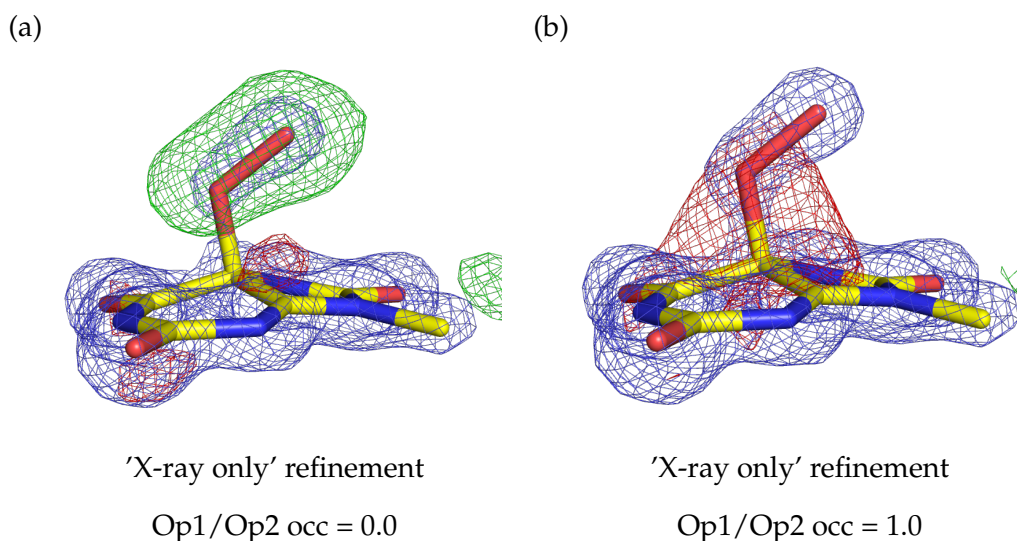 (a)
(b)
’X-ray only’ refinement
’X-ray only’ refinement
Op1/Op2 occ = 0.0
Op1/Op2 occ = 1.0